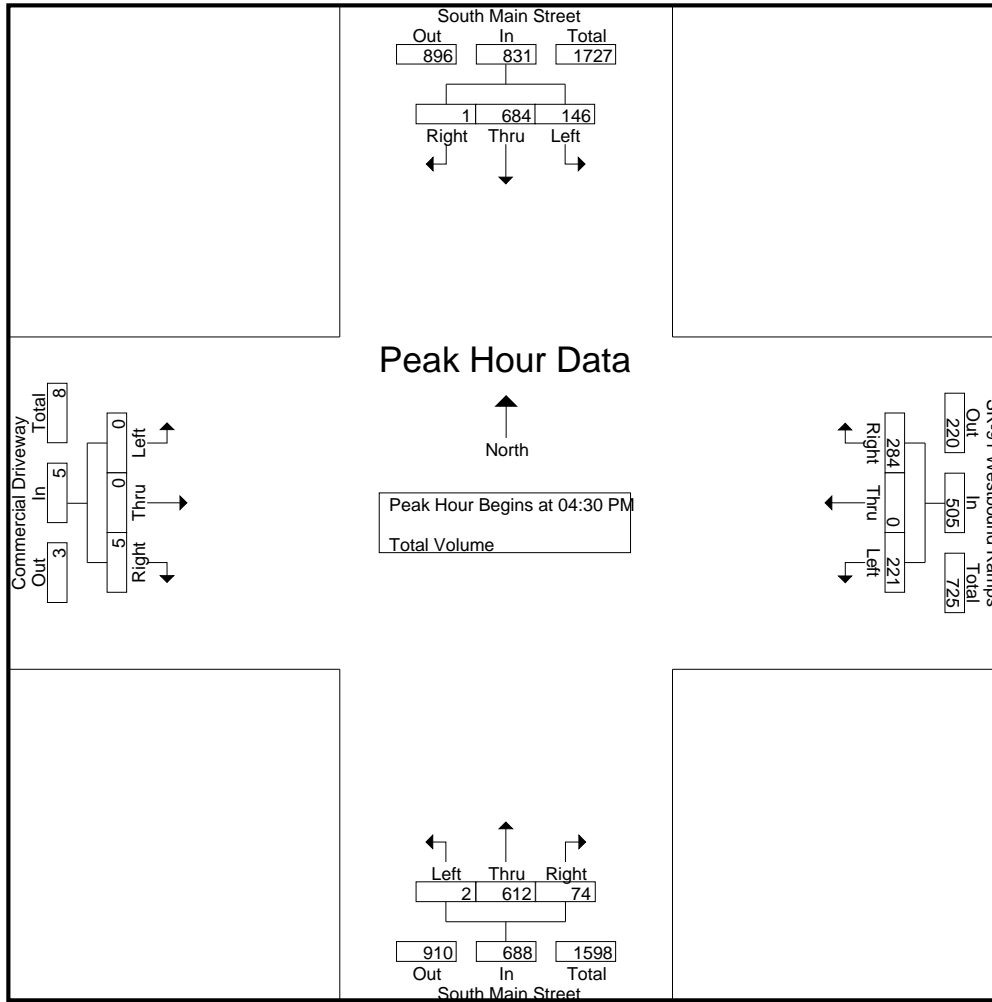 South Main Street
Out In Total
896 831 1727
1 684 146
Right Thru Left
Peak Hour Data
North
Peak Hour Begins at 04:30 PM
Total Volume
Commercial Driveway
Total In Out
8 5 3
0 0 5
Left Thru Right
Westbound Ramps
Out In Total
220 505 725
284 0 221
Right Thru Left
Left Thru Right
2 612 74
910 688 1598
Out In Total
South Main Street